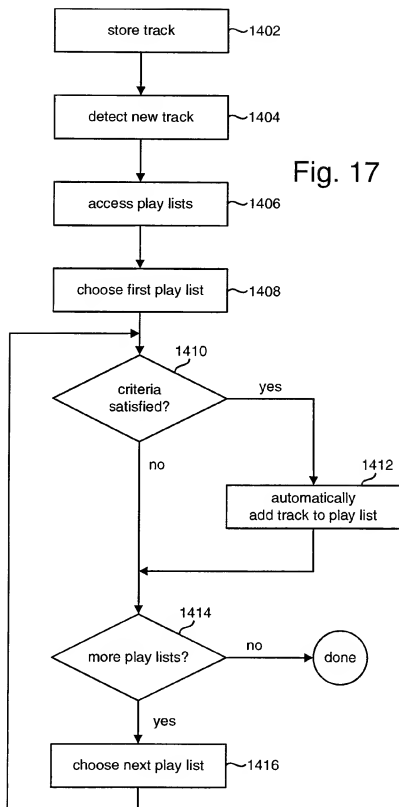 store track
1402
detect new track
1404
Fig. 17
access play lists
1406
choose first play list
1408
1410
criteria
satisfied?
yes
no
1412
automatically
add track to play list
1414
more play lists?
no
done
yes
choose next play list
1416